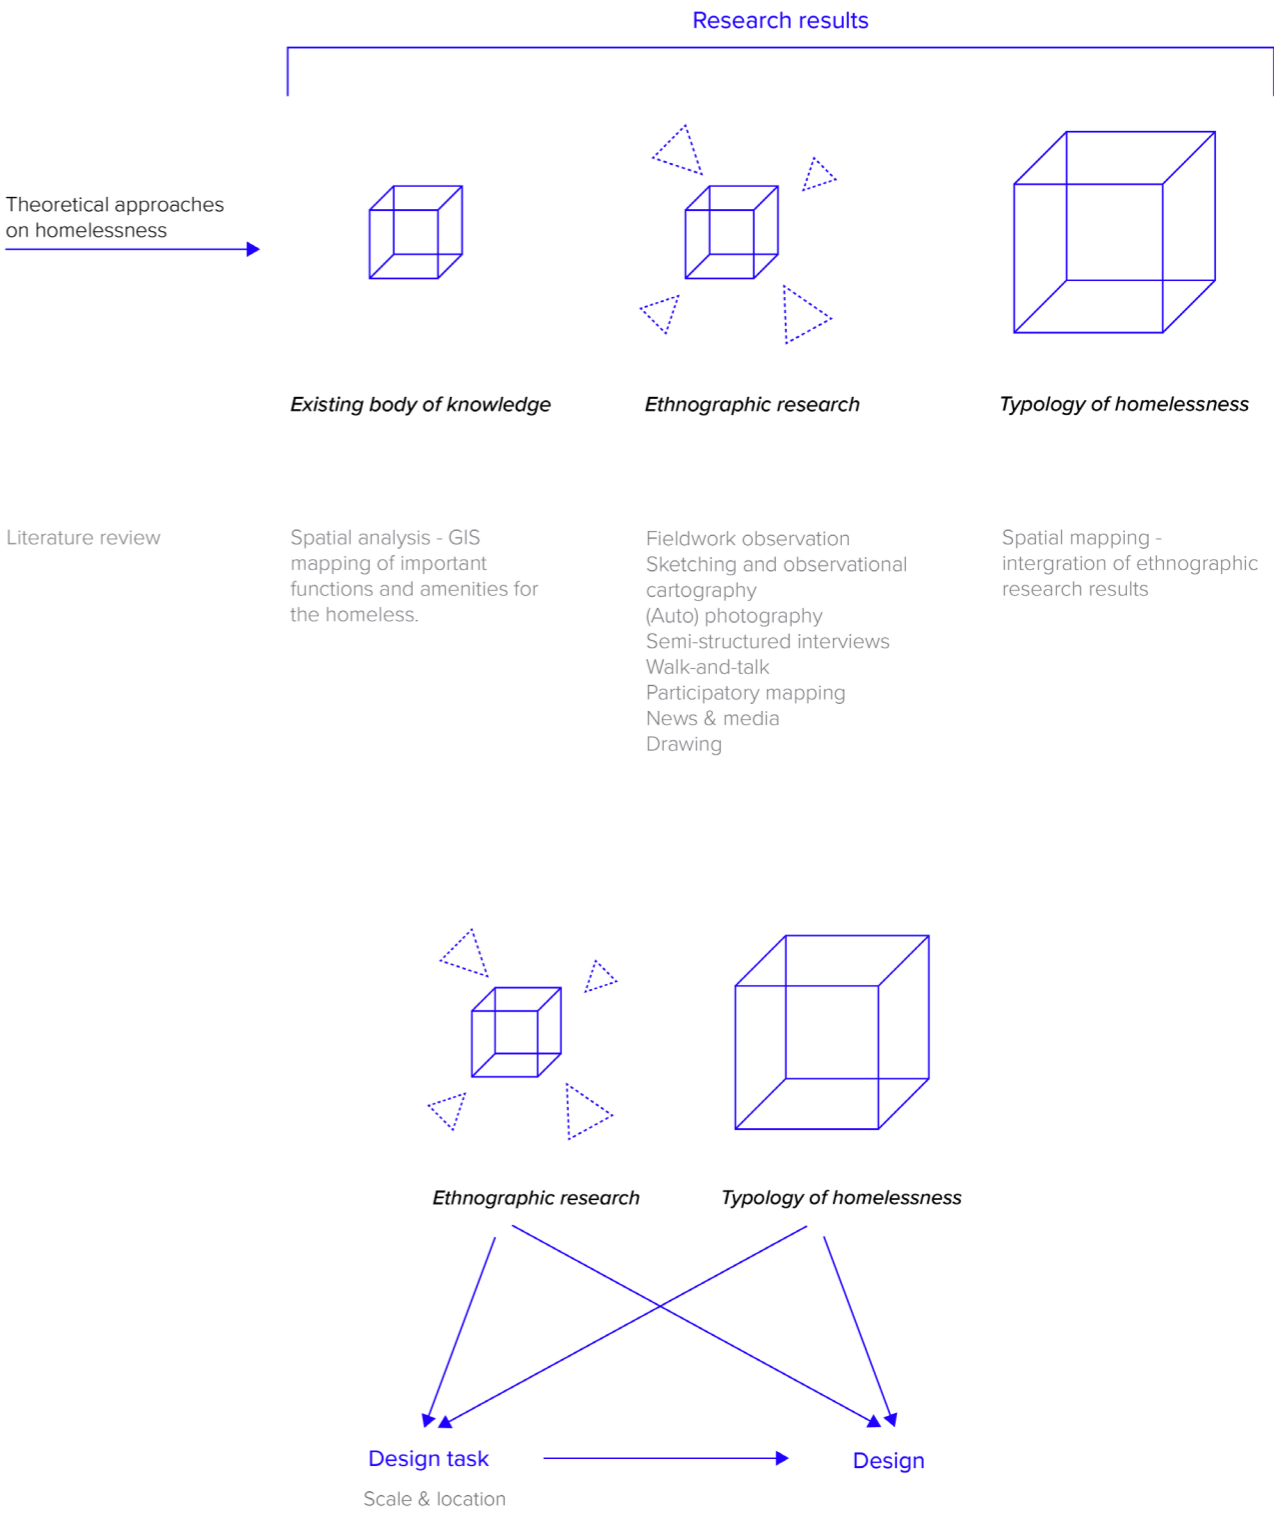 Research results
Theoretical approaches
on homelessness
Existing body of knowledge
Ethnographic research
Typology of homelessness
Literature review
Spatial analysis - GIS
mapping of important
functions and amenities for
the homeless.
Fieldwork observation
Sketching and observational
cartography
(Auto) photography
Semi-structured interviews
Walk-and-talk
Participatory mapping
News & media
Drawing
Spatial mapping -
intergration of ethnographic
research results
Ethnographic research
Typology of homelessness
Design task
Scale & location
Design